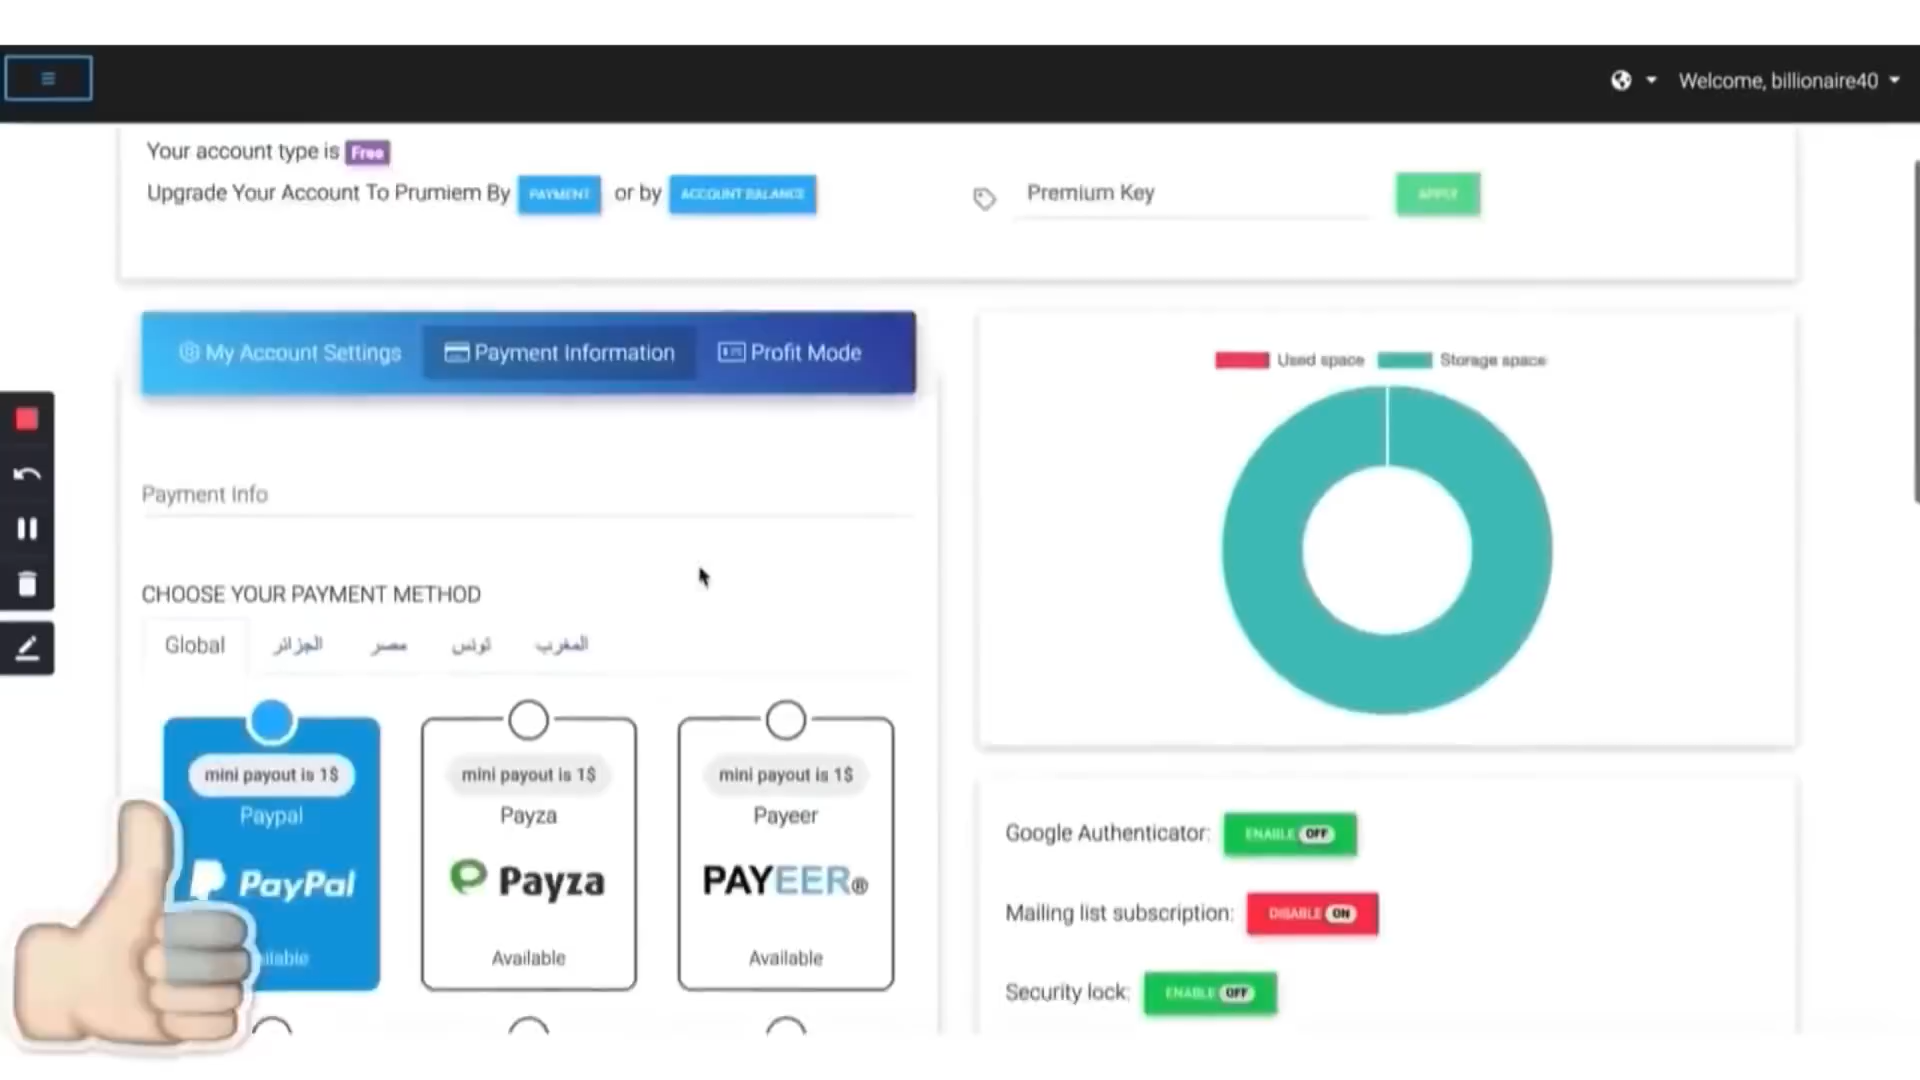 Welcome, billionaire40
Your account type is Free
Upgrade Your Account To Prumiem By PAYMENT or by ACCOUNT BALANCE
Premium Key APPLY
My Account Settings Payment Information Profit Mode
Used space Storage space
Payment Info
CHOOSE YOUR PAYMENT METHOD
Global الجزائر مصر تونس المغرب
mini payout is 1$ mini payout is 1$ mini payout is 1$
Paypal Payza Payeer
PayPal Payza PAYEER®
ilable Available Available
Google Authenticator: ENABLE OFF
Mailing list subscription: DISABLE ON
Security lock: ENABLE OFF